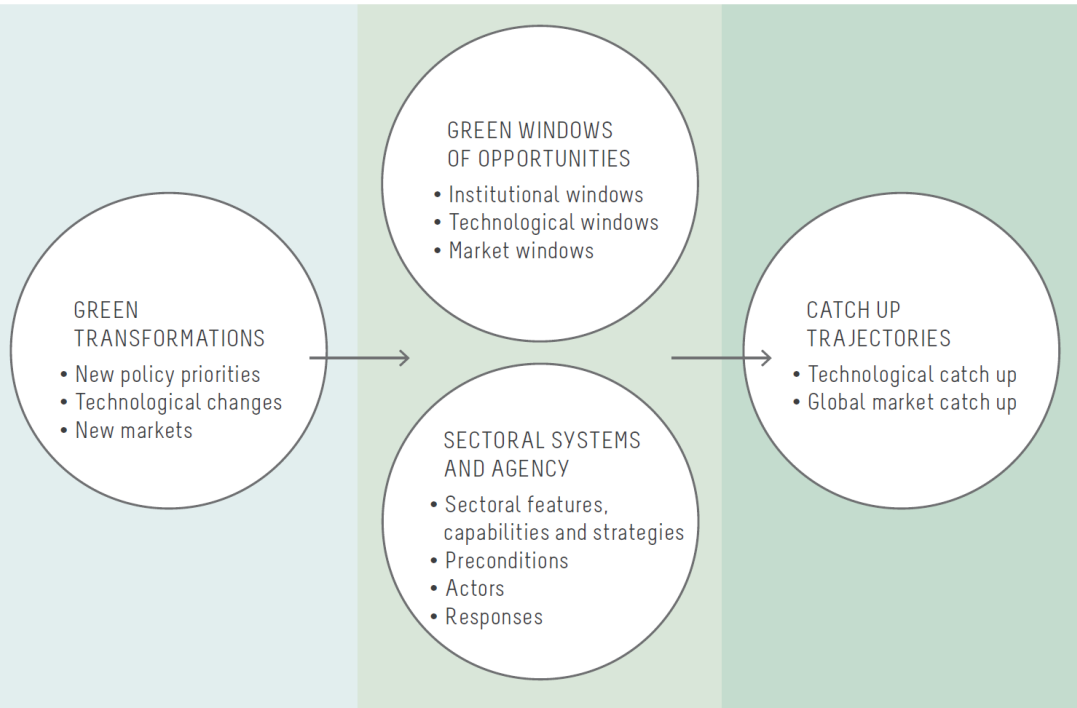 GREEN
TRANSFORMATIONS
• New policy priorities
• Technological changes
• New markets
GREEN WINDOWS
OF OPPORTUNITIES
• Institutional windows
• Technological windows
• Market windows
SECTORAL SYSTEMS
AND AGENCY
• Sectoral features,
capabilities and strategies
• Preconditions
• Actors
• Responses
CATCH UP
TRAJECTORIES
• Technological catch up
• Global market catch up